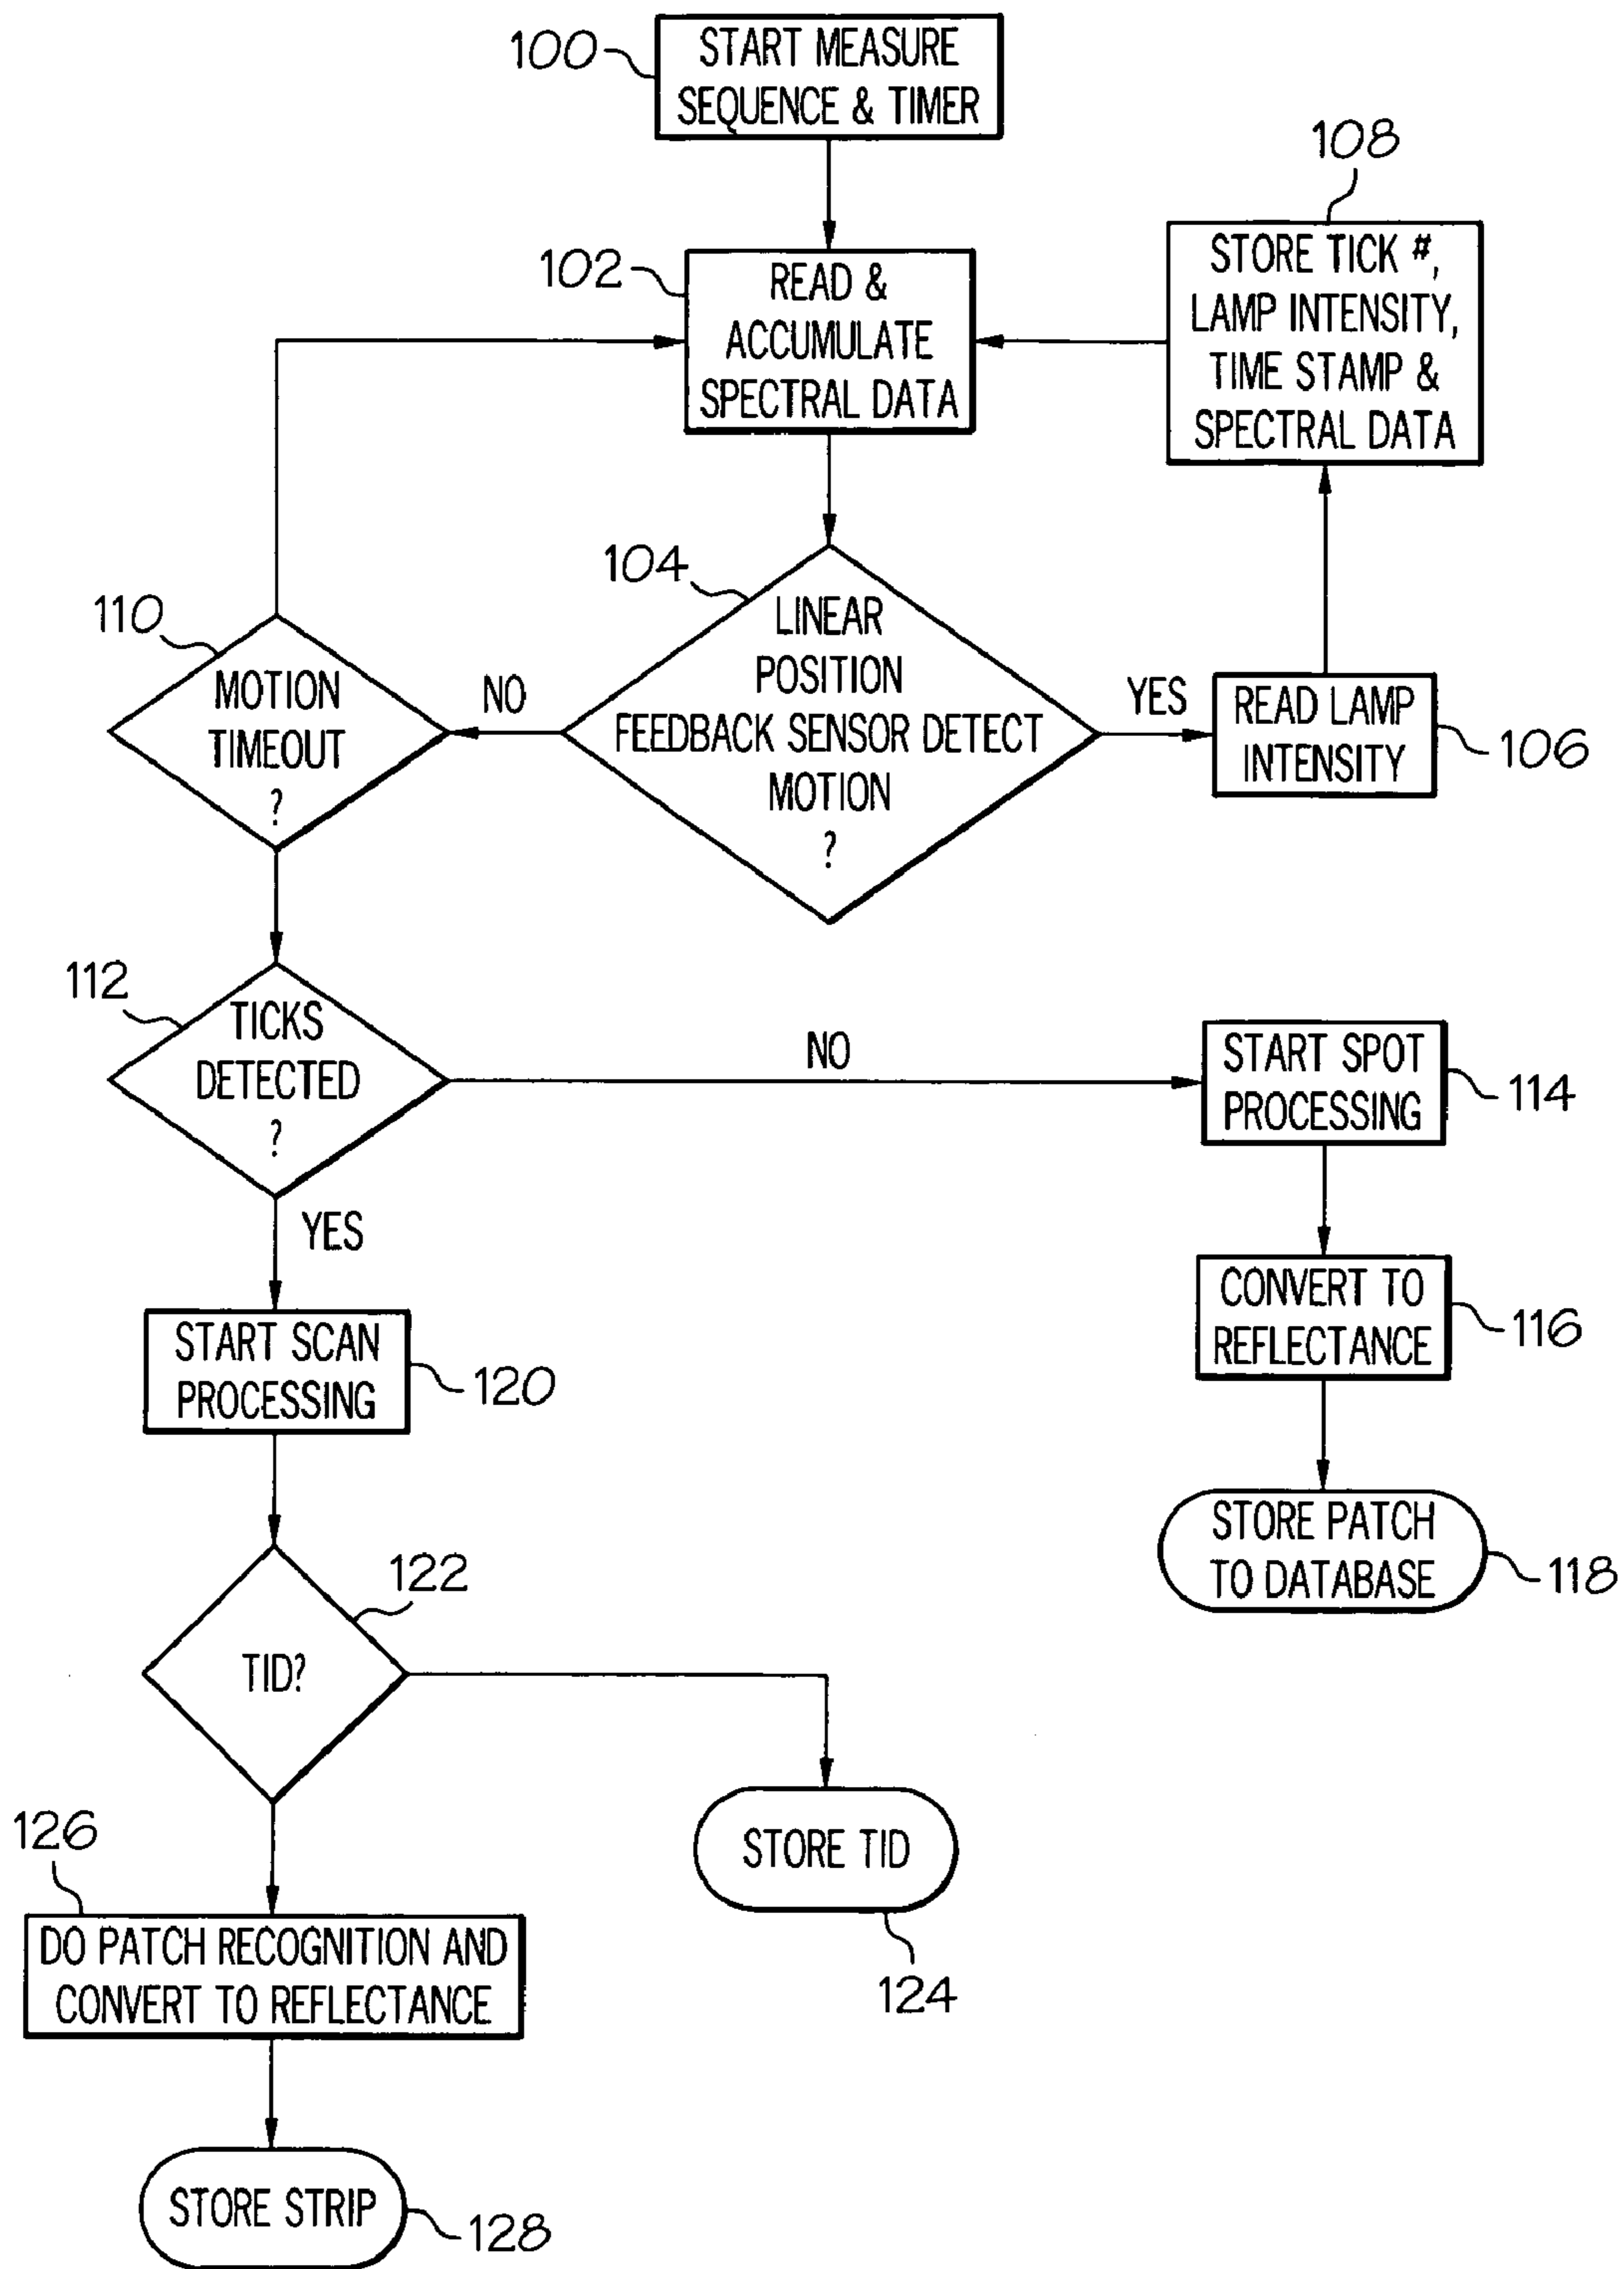 100
START MEASURE
SEQUENCE & TIMER
108
STORE TICK #,
LAMP INTENSITY,
TIME STAMP &
SPECTRAL DATA
102
READ &
ACCUMULATE
SPECTRAL DATA
104
LINEAR
POSITION
FEEDBACK SENSOR DETECT
MOTION
?
YES
READ LAMP
INTENSITY
106
NO
110
MOTION
TIMEOUT
?
112
TICKS
DETECTED
?
NO
START SPOT
PROCESSING
114
CONVERT TO
REFLECTANCE
116
STORE PATCH
TO DATABASE
118
YES
START SCAN
PROCESSING
120
122
TID?
STORE TID
124
126
DO PATCH RECOGNITION AND
CONVERT TO REFLECTANCE
STORE STRIP
128